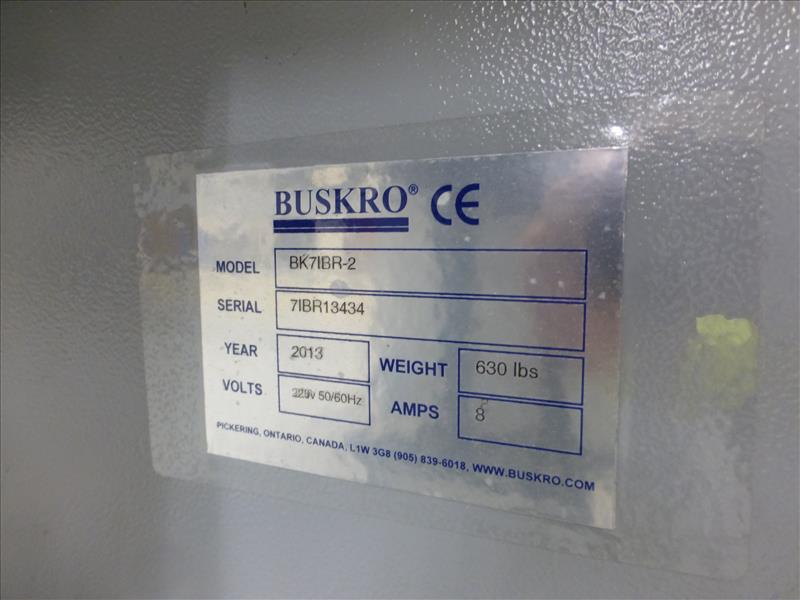 BUSKRO® CE
MODEL BK7IBR-2
SERIAL 7IBR13434
YEAR 2013 WEIGHT 630 lbs
VOLTS 50/60Hz AMPS 8
PICKERING, ONTARIO, CANADA, L1W 3G8 (905) 839-6018, WWW.BUSKRO.COM